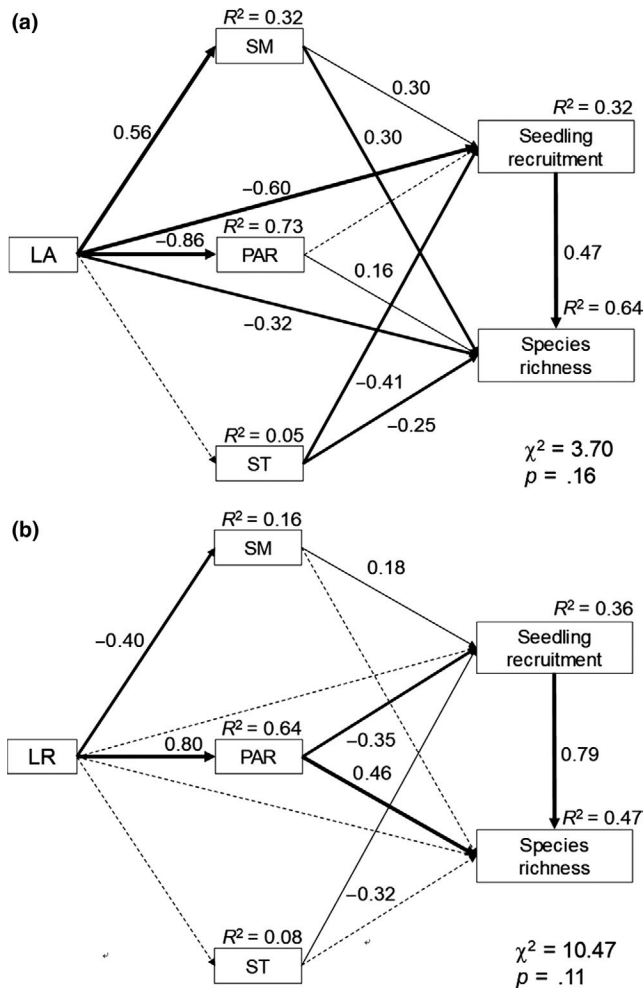 (a)
R² = 0.32
SM
0.30
R² = 0.32
0.56
0.30
Seedling
recruitment
−0.60
R² = 0.73
LA
−0.86
PAR
0.47
0.16
−0.32
R² = 0.64
Species
richness
−0.41
R² = 0.05
−0.25
ST
χ² = 3.70
p = .16
(b)
R² = 0.16
SM
0.18
R² = 0.36
−0.40
Seedling
recruitment
R² = 0.64
LR
0.80
PAR
−0.35
0.79
0.46
R² = 0.47
Species
richness
−0.32
R² = 0.08
ST
χ² = 10.47
p = .11